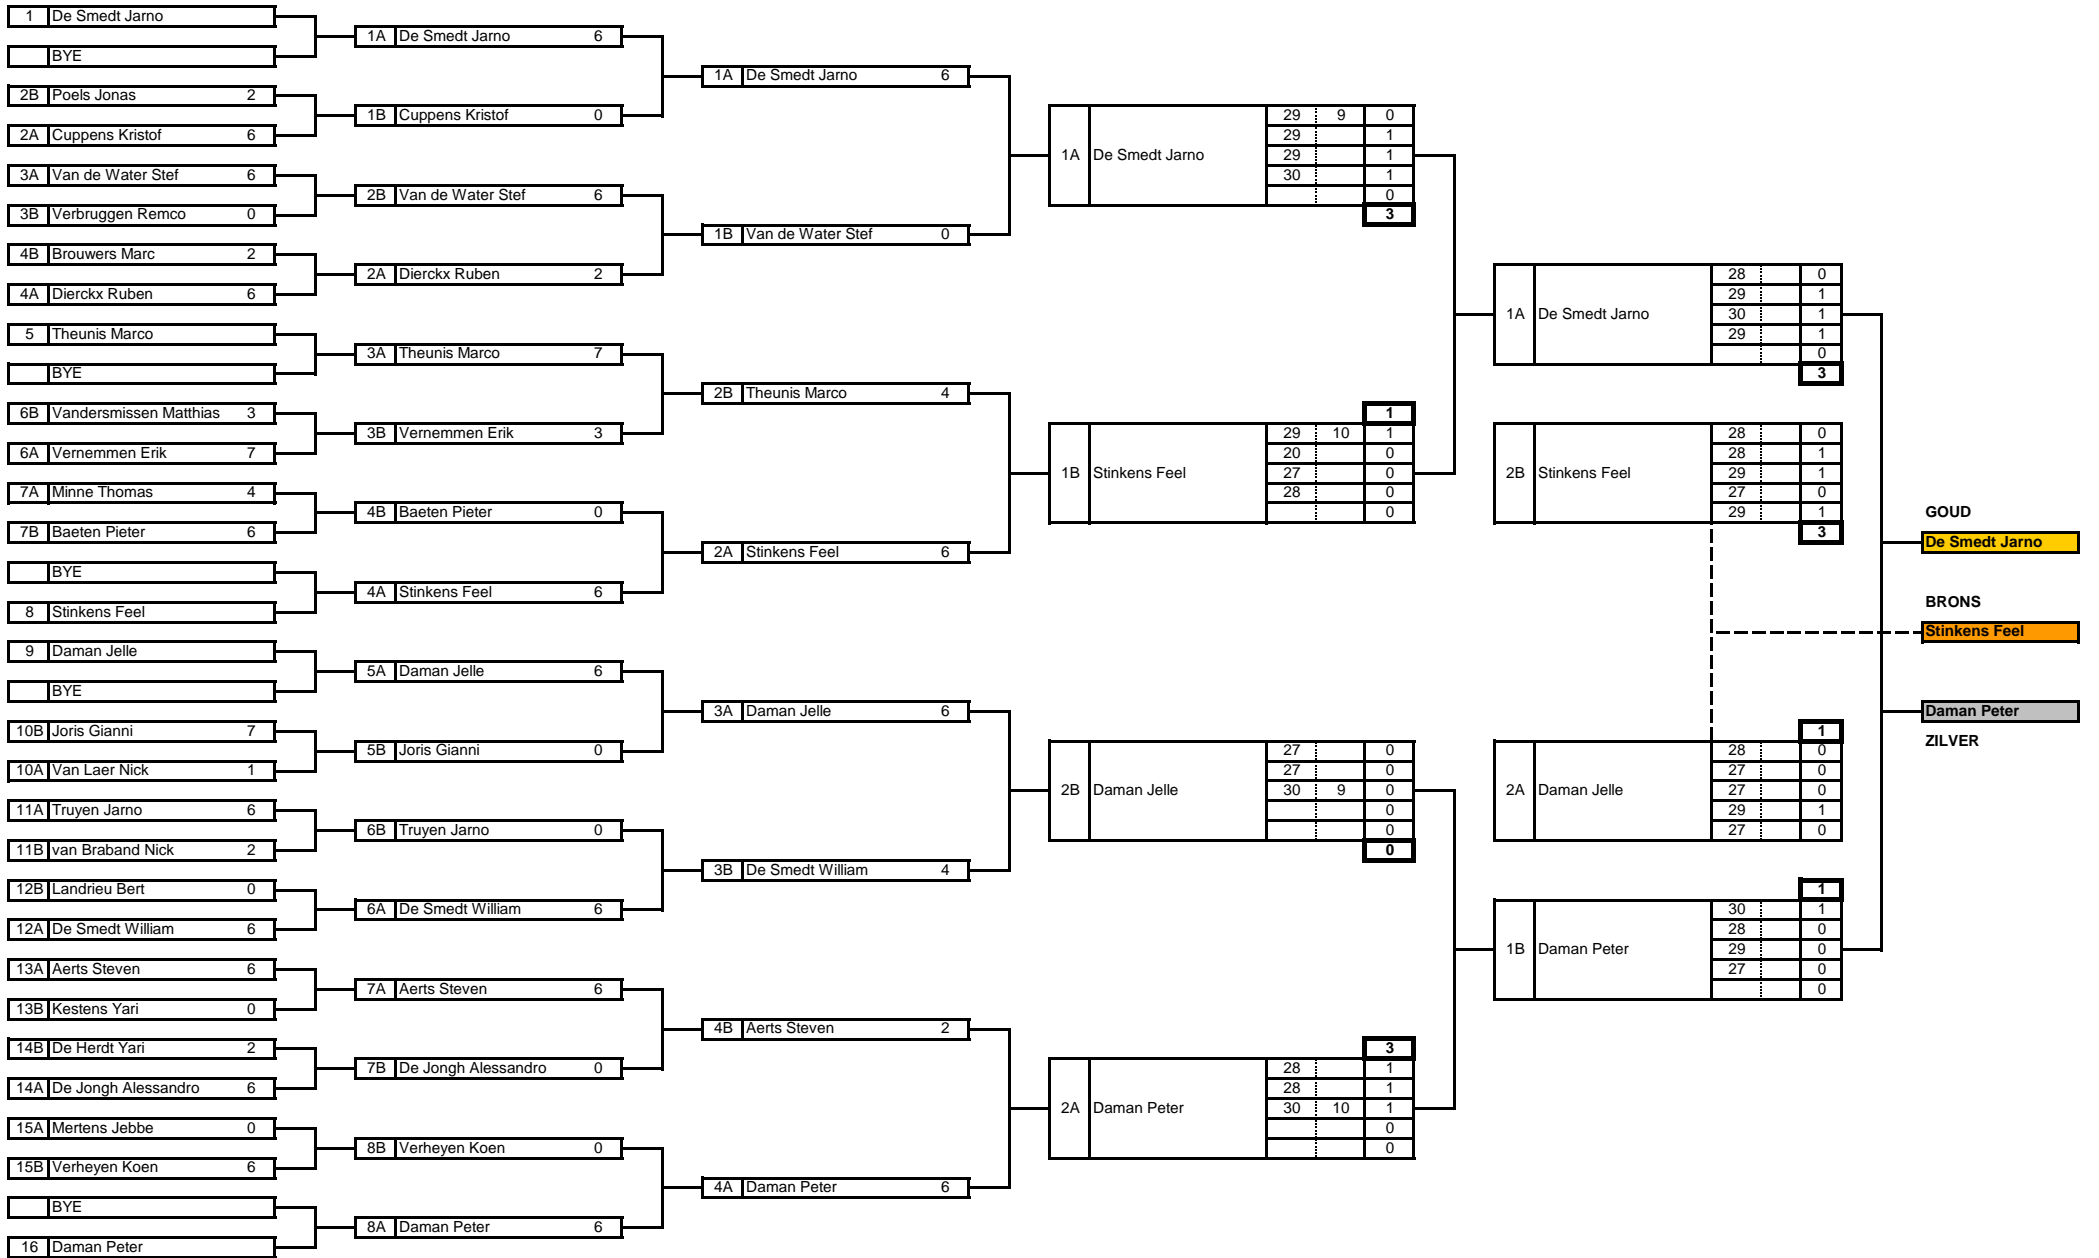 1 De Smedt Jarno
BYE
2B Poels Jonas 2
2A Cuppens Kristof 6
3A Van de Water Stef 6
3B Verbruggen Remco 0
4B Brouwers Marc 2
4A Dierckx Ruben 6
5 Theunis Marco
BYE
6B Vandersmissen Matthias 3
6A Vernemmen Erik 7
7A Minne Thomas 4
7B Baeten Pieter 6
BYE
8 Stinkens Feel
9 Daman Jelle
BYE
10B Joris Gianni 7
10A Van Laer Nick 1
11A Truyen Jarno 6
11B van Braband Nick 2
12B Landrieu Bert 0
12A De Smedt William 6
13A Aerts Steven 6
13B Kestens Yari 0
14B De Herdt Yari 2
14A De Jongh Alessandro 6
15A Mertens Jebbe 0
15B Verheyen Koen 6
BYE
16 Daman Peter
1A De Smedt Jarno 6
1B Cuppens Kristof 0
2B Van de Water Stef 6
2A Dierckx Ruben 2
3A Theunis Marco 7
3B Vernemmen Erik 3
4B Baeten Pieter 0
4A Stinkens Feel 6
5A Daman Jelle 6
5B Joris Gianni 0
6B Truyen Jarno 0
6A De Smedt William 6
7A Aerts Steven 6
7B De Jongh Alessandro 0
8B Verheyen Koen 0
8A Daman Peter 6
1A De Smedt Jarno 6
1B Van de Water Stef 0
2B Theunis Marco 4
2A Stinkens Feel 6
3A Daman Jelle 6
3B De Smedt William 4
4B Aerts Steven 2
4A Daman Peter 6
1A De Smedt Jarno
29 9 0
29 1
29 1
30 1
0
3
1
1B Stinkens Feel
29 10 1
20 0
27 0
28 0
0
2B Daman Jelle
27 0
27 0
30 9 0
0
0
0
3
2A Daman Peter
28 1
28 1
30 10 1
0
0
1A De Smedt Jarno
28 0
29 1
30 1
29 1
0
3
2B Stinkens Feel
28 0
28 1
29 1
27 0
29 1
3
1
2A Daman Jelle
28 0
27 0
27 0
29 1
27 0
1
1B Daman Peter
30 1
28 0
29 0
27 0
0
GOUD
De Smedt Jarno
BRONS
Stinkens Feel
Daman Peter
ZILVER